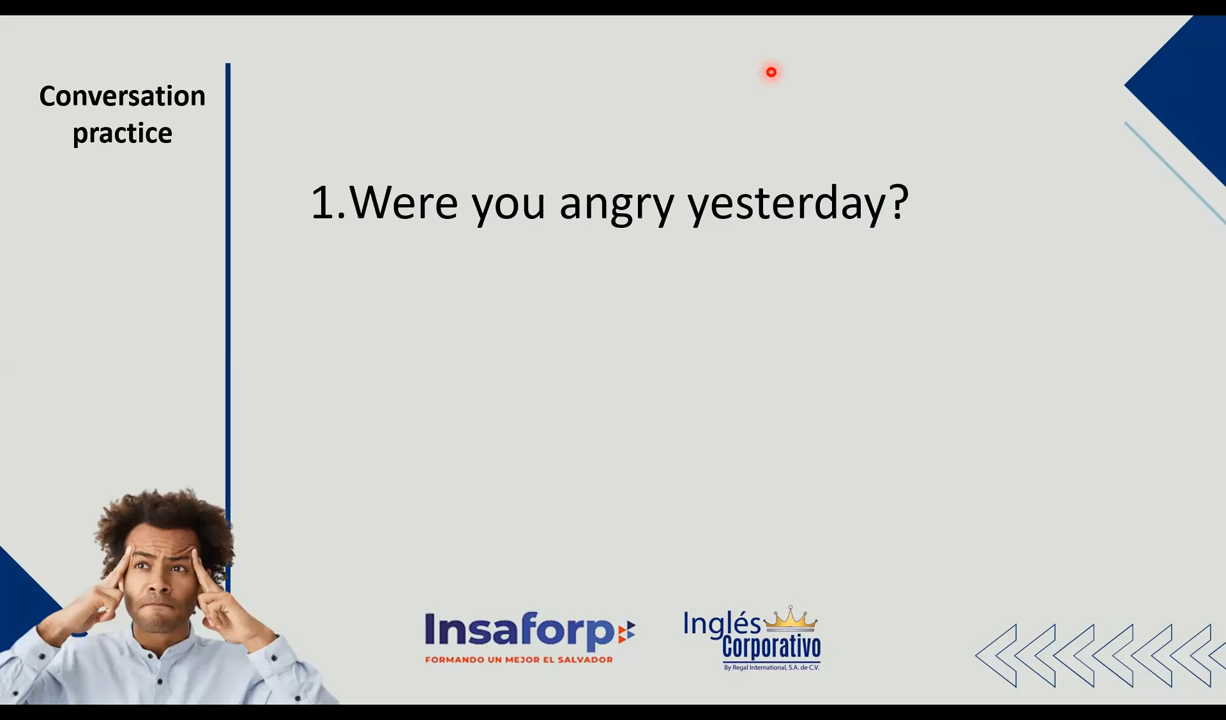 Conversation
practice
1.Were you angry yesterday?
Insaforp
FORMANDO UN MEJOR EL SALVADOR
Inglés
Corporativo
By Regal International, S.A. de C.V.